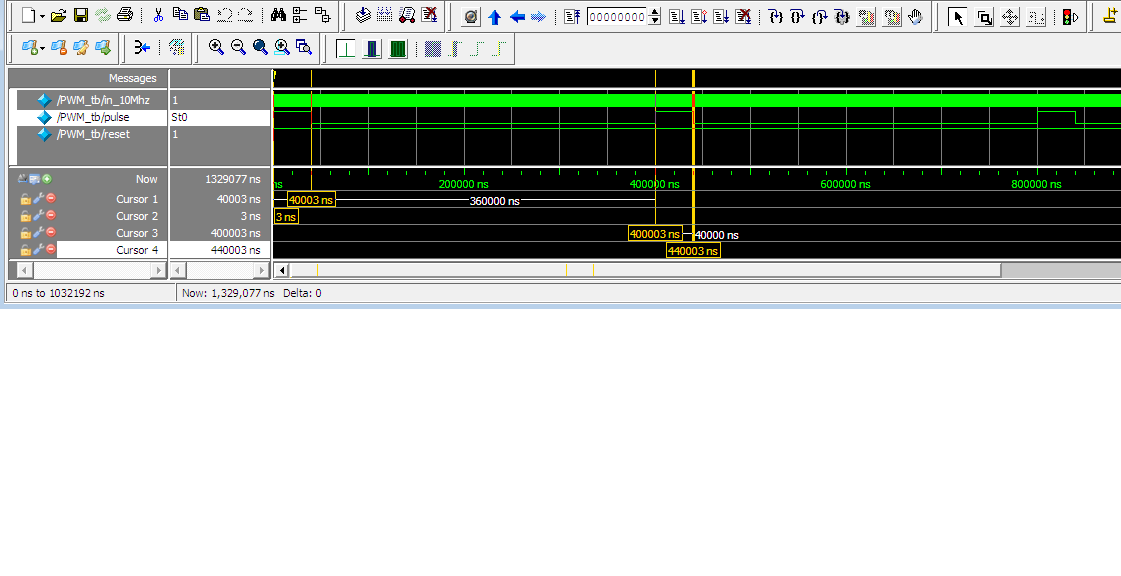 00000000
Messages
/PWM_tb/in_10Mhz 1
/PWM_tb/pulse St0
/PWM_tb/reset 1
Now 1329077 ns ns 200000 ns 400000 ns 600000 ns 800000 ns
Cursor 1 40003 ns 40003 ns 360000 ns
Cursor 2 3 ns 3 ns
Cursor 3 400003 ns 400003 ns 40000 ns
Cursor 4 440003 ns 440003 ns
0 ns to 1032192 ns Now: 1,329,077 ns Delta: 0